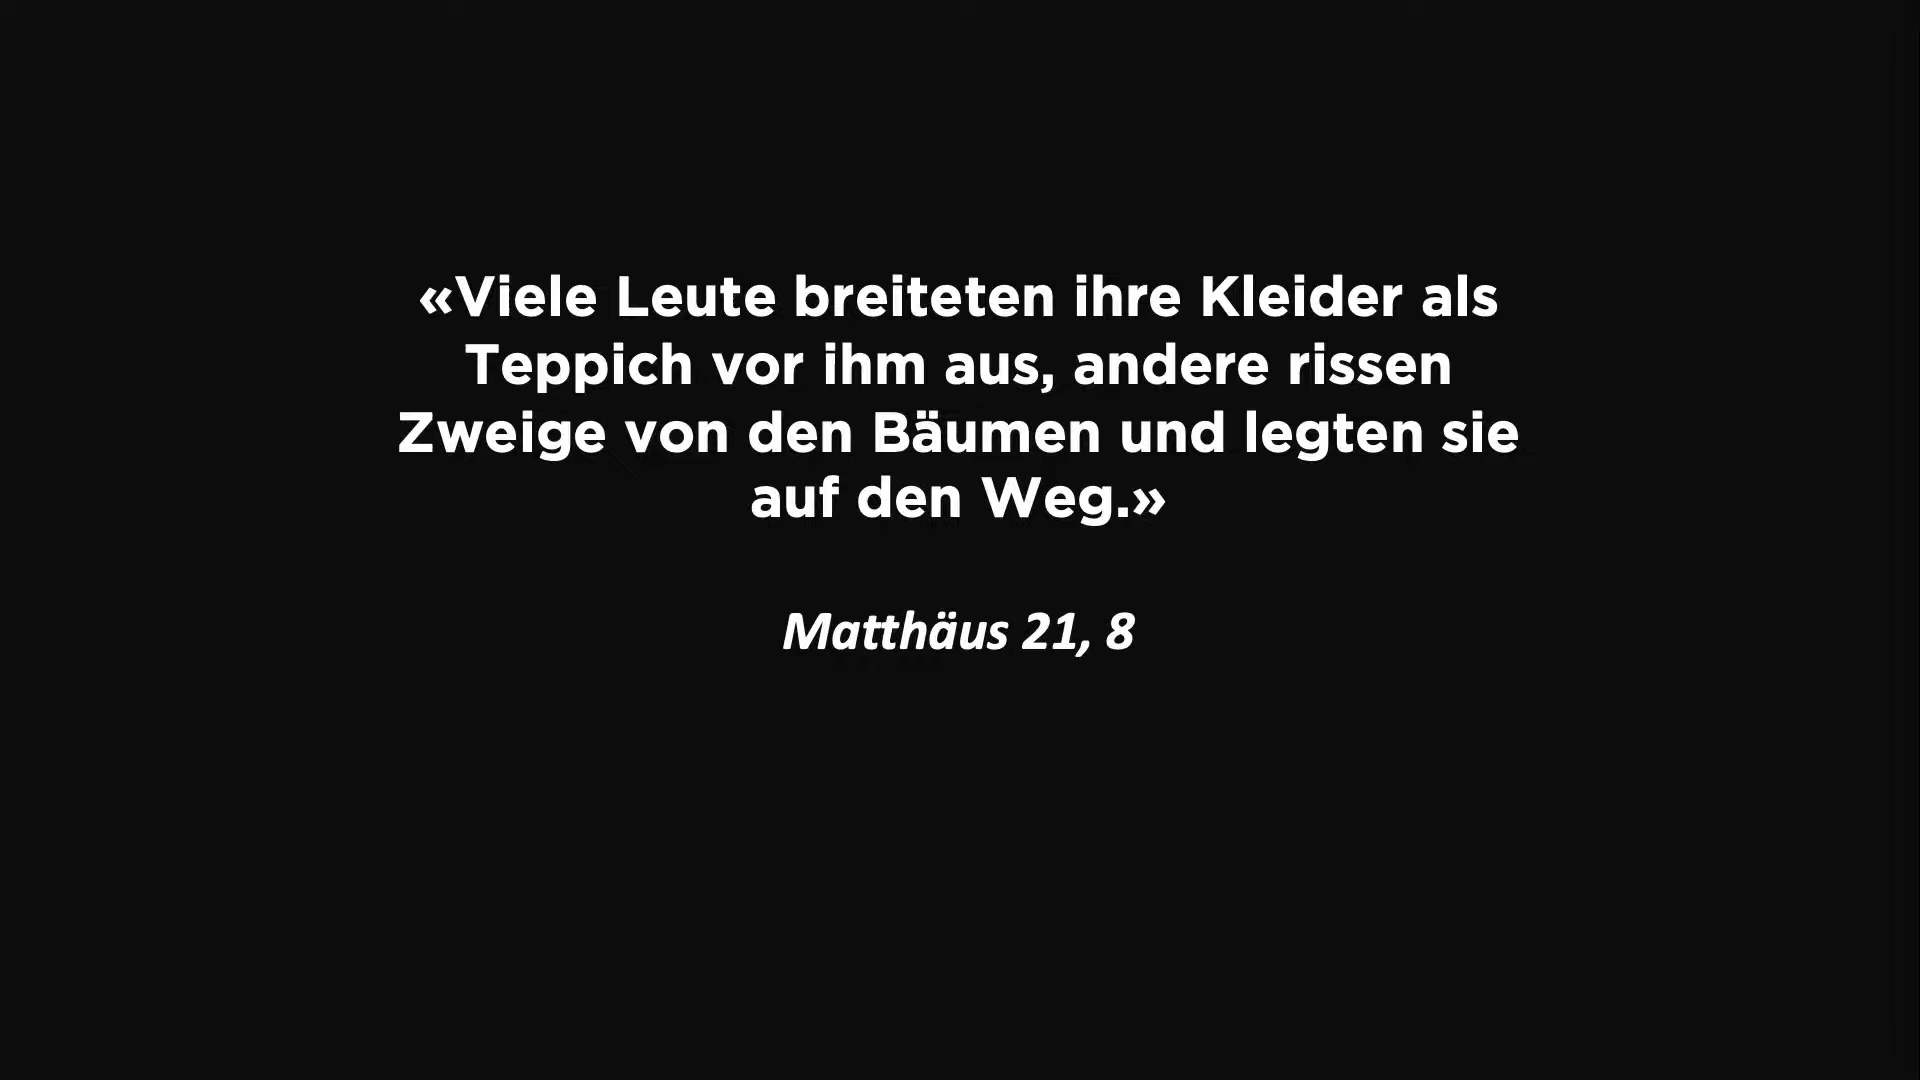 «Viele Leute breiteten ihre Kleider als
Teppich vor ihm aus, andere rissen
Zweige von den Bäumen und legten sie
auf den Weg.»
Matthäus 21, 8